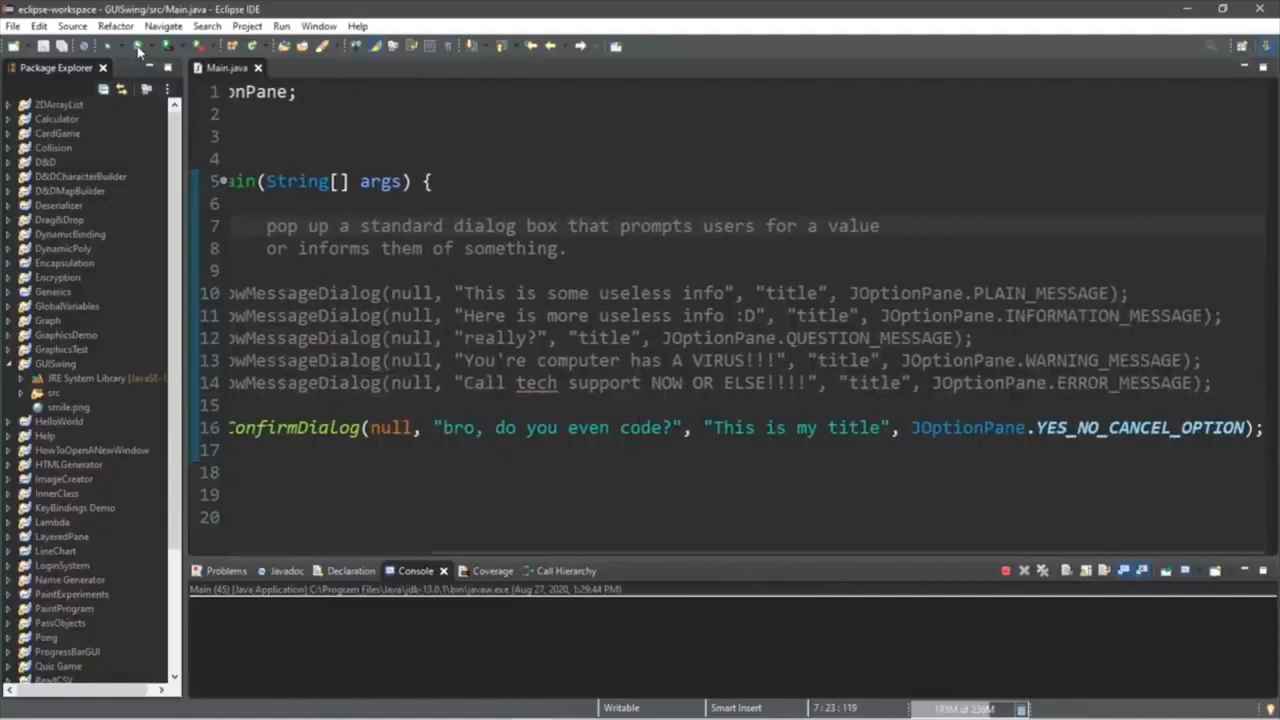 eclipse-workspace - GUISwing/src/Main.java - Eclipse IDE
File Edit Source Refactor Navigate Search Project Run Window Help
Package Explorer
Main.java
2DArrayList
Calculator
CardGame
Collision
D&D
D&DCharacterBuilder
D&DMapBuilder
Deserializer
Drag&Drop
DynamicBinding
DynamicPoly
Encapsulation
Encryption
Generics
GlobalVariables
Graph
GraphicsDemo
GraphicsTest
GUISwing
JRE System Library [JavaSE-
src
smile.png
HelloWorld
Help
HowToOpenANewWindow
HTMLGenerator
ImageCreator
InnerClass
KeyBindings Demo
Lambda
LayeredPane
LineChart
LoginSystem
Name Generator
PaintExperiments
PaintProgram
PassObjects
Pong
ProgressBarGUI
Quiz Game
ReadCSV
1 onPane;
2
3
4
5 ain(String[] args) {
6
7 pop up a standard dialog box that prompts users for a value
8 or informs them of something.
9
10 owMessageDialog(null, "This is some useless info", "title", JOptionPane.PLAIN_MESSAGE);
11 owMessageDialog(null, "Here is more useless info :D", "title", JOptionPane.INFORMATION_MESSAGE);
12 owMessageDialog(null, "really?", "title", JOptionPane.QUESTION_MESSAGE);
13 owMessageDialog(null, "You're computer has A VIRUS!!!", "title", JOptionPane.WARNING_MESSAGE);
14 owMessageDialog(null, "Call tech support NOW OR ELSE!!!!", "title", JOptionPane.ERROR_MESSAGE);
15
16 ConfirmDialog(null, "bro, do you even code?", "This is my title", JOptionPane.YES_NO_CANCEL_OPTION);
17
18
19
20
Problems Javadoc Declaration Console Coverage Call Hierarchy
Main (45) [Java Application] C:\Program Files\Java\jdk-13.0.1\bin\javaw.exe (Aug 27, 2020, 1:29:44 PM)
Writable Smart Insert 7 : 23 : 119